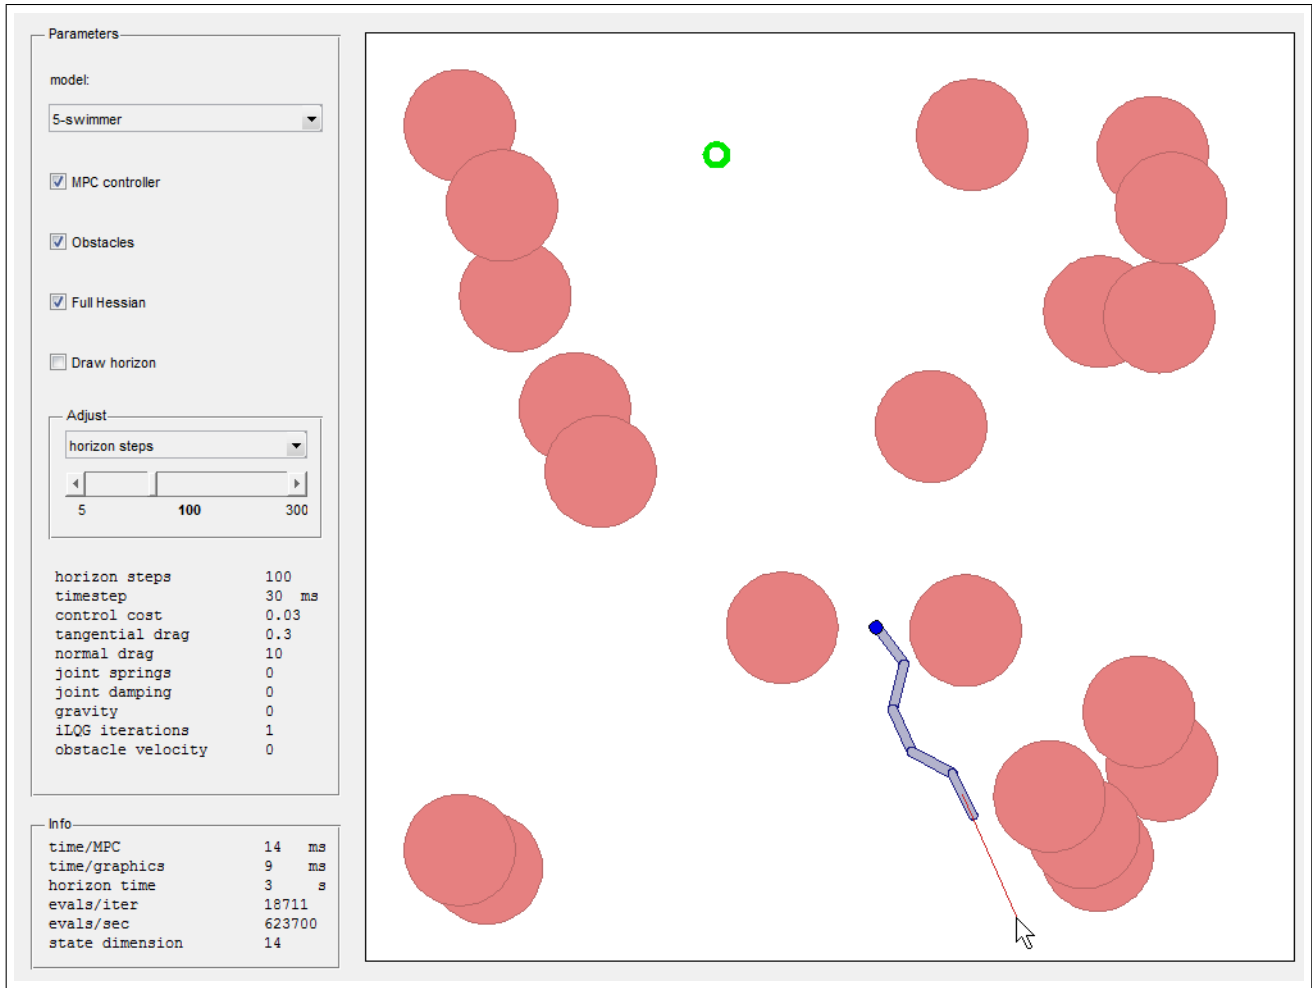 Parameters
model:
5-swimmer
MPC controller
Obstacles
Full Hessian
Draw horizon
Adjust
horizon steps
5 100 300
horizon steps 100
timestep 30 ms
control cost 0.03
tangential drag 0.3
normal drag 10
joint springs 0
joint damping 0
gravity 0
iLQG iterations 1
obstacle velocity 0
Info
time/MPC 14 ms
time/graphics 9 ms
horizon time 3 s
evals/iter 18711
evals/sec 623700
state dimension 14